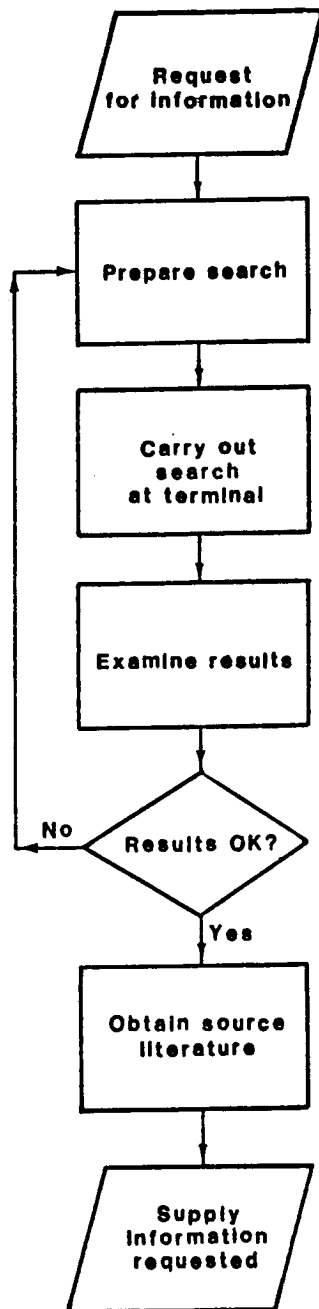 Request
for information
Prepare search
Carry out
search
at terminal
Examine results
No
Results OK?
Yes
Obtain source
literature
Supply
information
requested